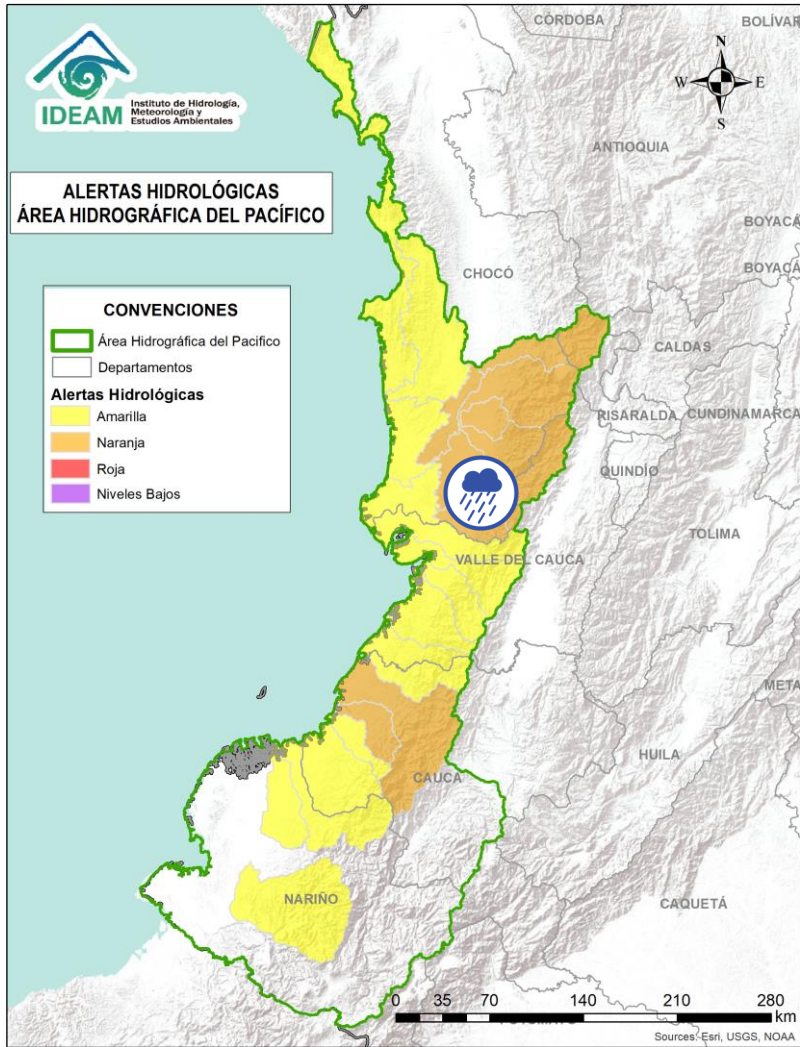 CÓRDOBA
BOLÍVAR
N
W
E
S
IDEAM
Instituto de Hidrología,
Meteorología y
Estudios Ambientales
ANTIOQUIA
ALERTAS HIDROLÓGICAS
ÁREA HIDROGRÁFICA DEL PACÍFICO
BOYACÁ
CHOCÓ
BOYACÁ
CONVENCIONES
Área Hidrográfica del Pacifico
Departamentos
Alertas Hidrológicas
Amarilla
Naranja
Roja
Niveles Bajos
CALDAS
RISARALDA
CUNDINAMARCA
QUINDÍO
TOLIMA
VALLE DEL CAUCA
META
HUILA
CAUCA
NARIÑO
CAQUETÁ
0 35 70 140 210 280
km
Sources: Esri, USGS, NOAA